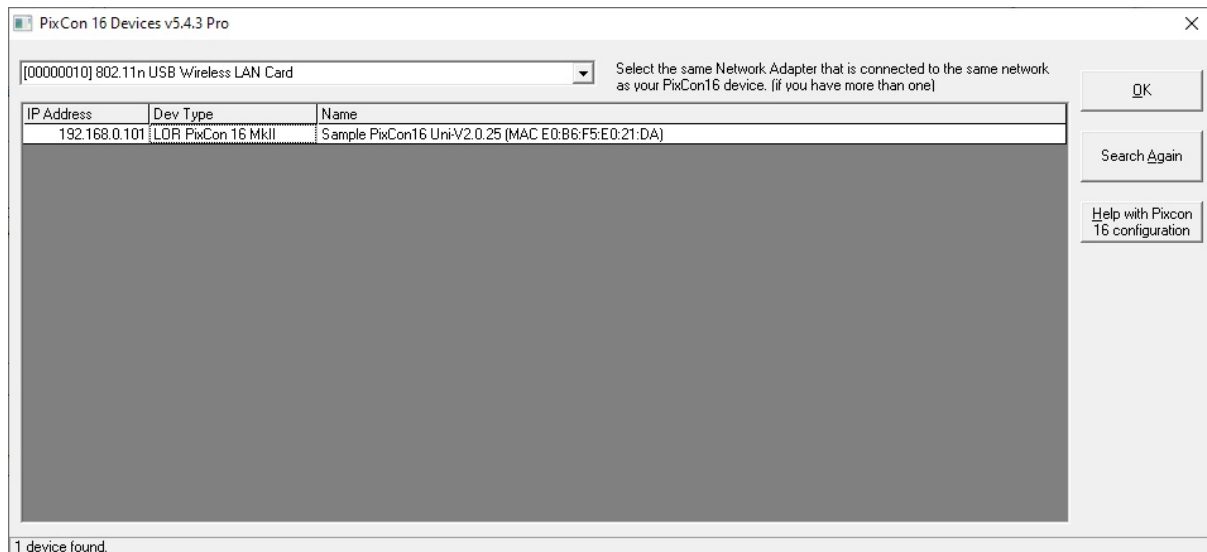 PixCon 16 Devices v5.4.3 Pro
[00000010] 802.11n USB Wireless LAN Card
Select the same Network Adapter that is connected to the same network
as your PixCon16 device. (if you have more than one)
OK
IP Address Dev Type Name
192.168.0.101 LOR PixCon 16 MkII Sample PixCon16 Uni-V2.0.25 (MAC E0:B6:F5:E0:21:DA)
Search Again
Help with Pixcon
16 configuration
1 device found.